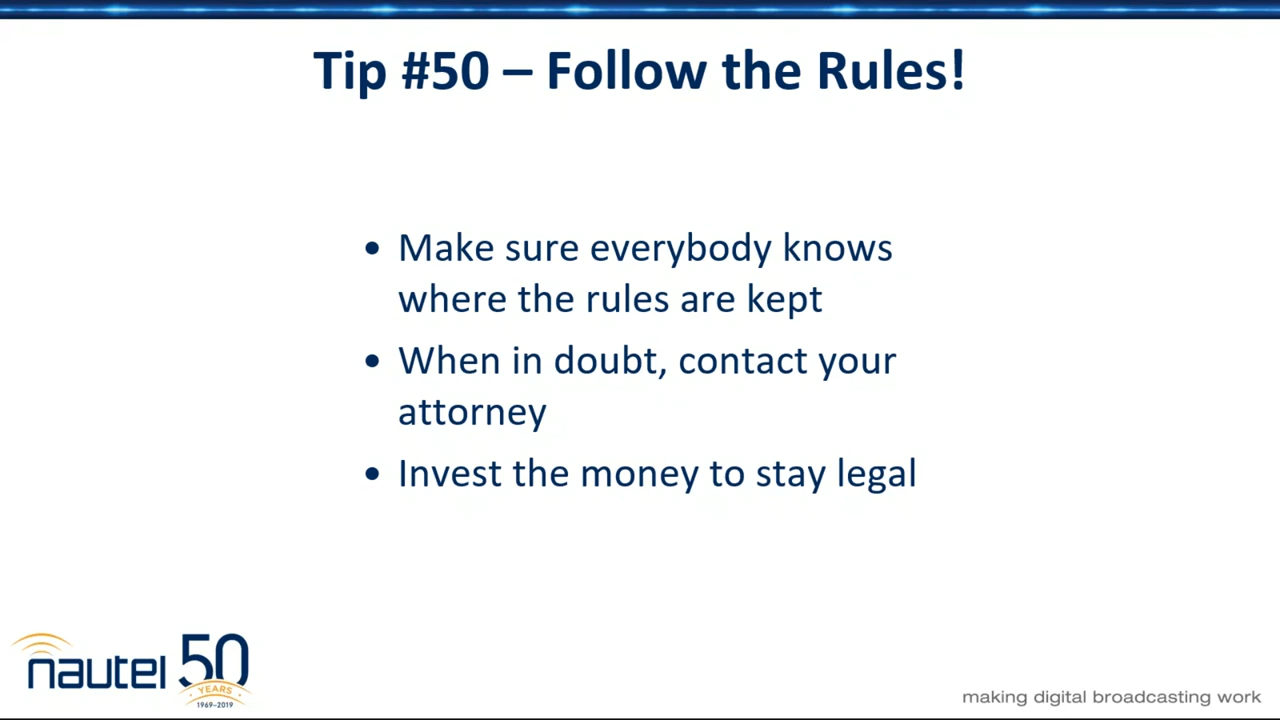 Tip #50 – Follow the Rules!
• Make sure everybody knows
where the rules are kept
• When in doubt, contact your
attorney
• Invest the money to stay legal
nautel 50
YEARS
1969–2019
making digital broadcasting work